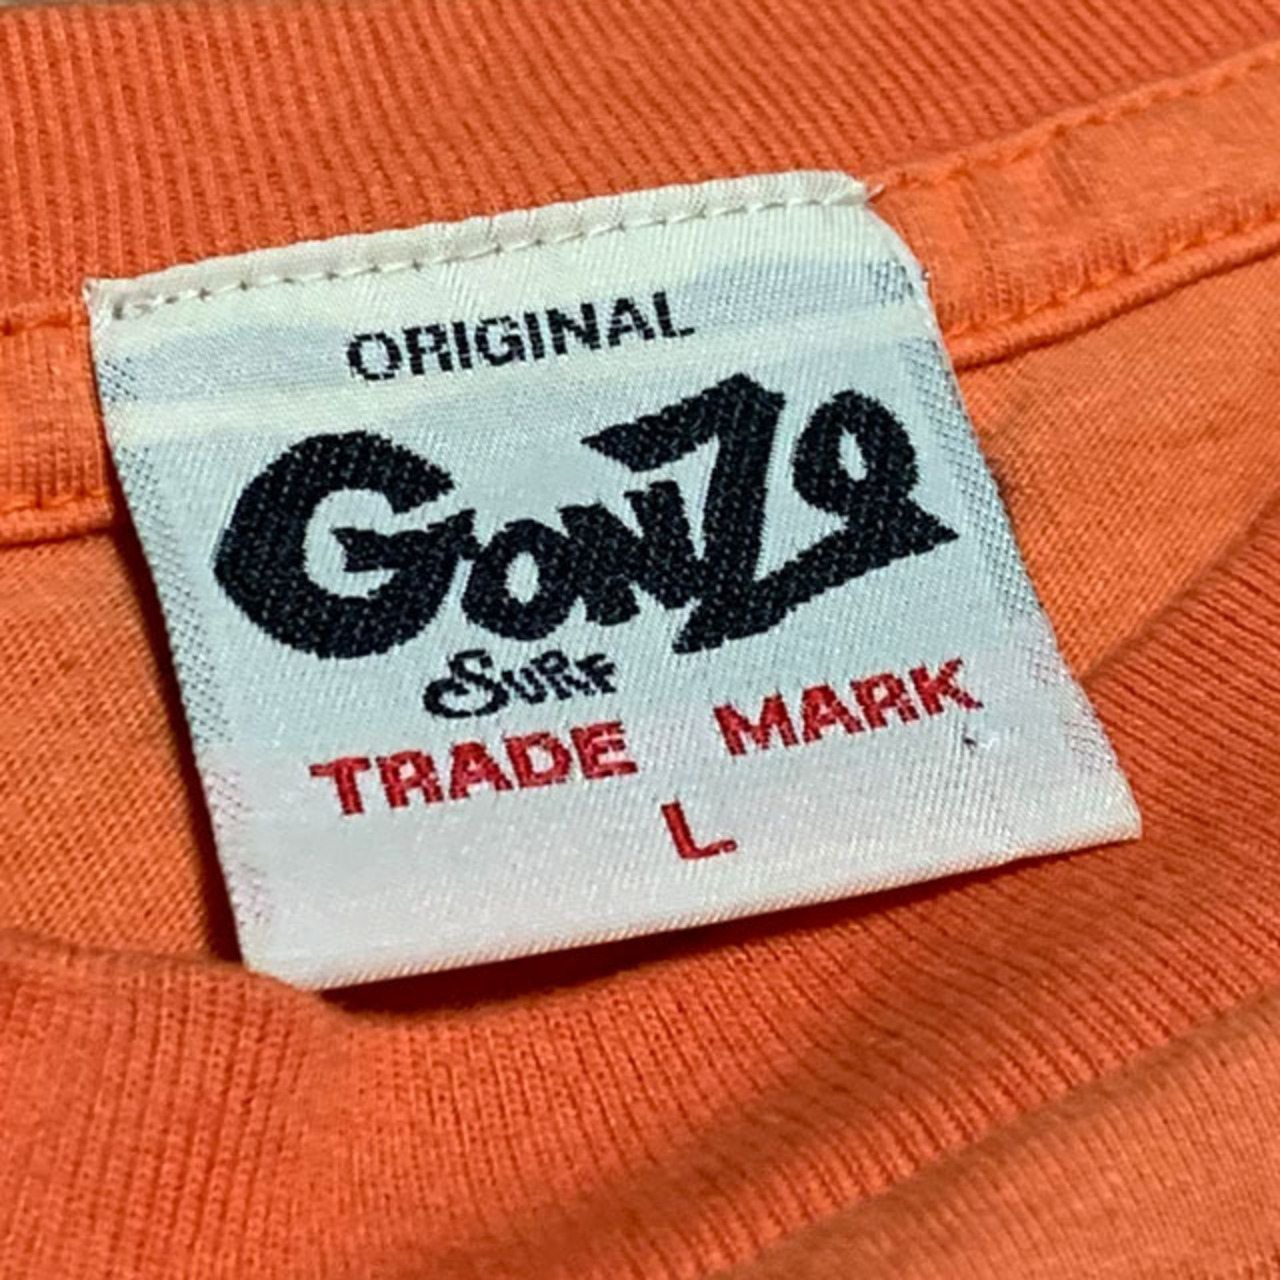 ORIGINAL
GONZO
SURF
TRADE MARK
L